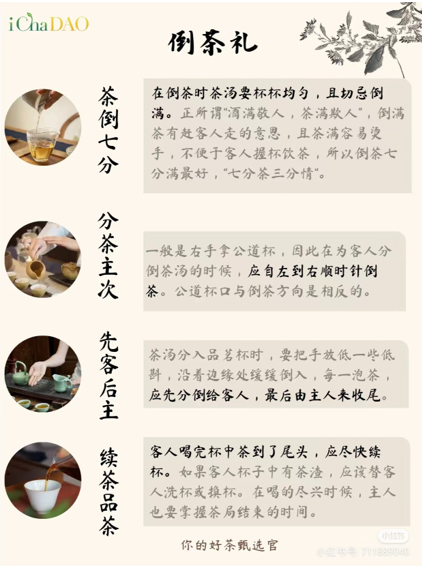 iChaDAO
倒茶礼
茶倒七分
在倒茶时茶汤要杯杯均匀，且切忌倒
满。正所谓“酒满敬人，茶满欺人”，倒满
茶有赶客人走的意思，且茶满容易烫
手，不便于客人握杯饮茶，所以倒茶七
分满最好，“七分茶三分情”。
分茶主次
一般是右手拿公道杯，因此在为客人分
倒茶汤的时候，应自左到右顺时针倒
茶。公道杯口与倒茶方向是相反的。
先客后主
茶汤分入品茗杯时，要把手放低一些低
斟，沿着边缘处缓缓倒入，每一泡茶，
应先分倒给客人，最后由主人来收尾。
续茶品茶
客人喝完杯中茶到了尾头，应尽快续
杯。如果客人杯子中有茶渣，应该替客
人洗杯或换杯。在喝的尽兴时候，主人
也要掌握茶局结束的时间。
你的好茶甄选官
小红书